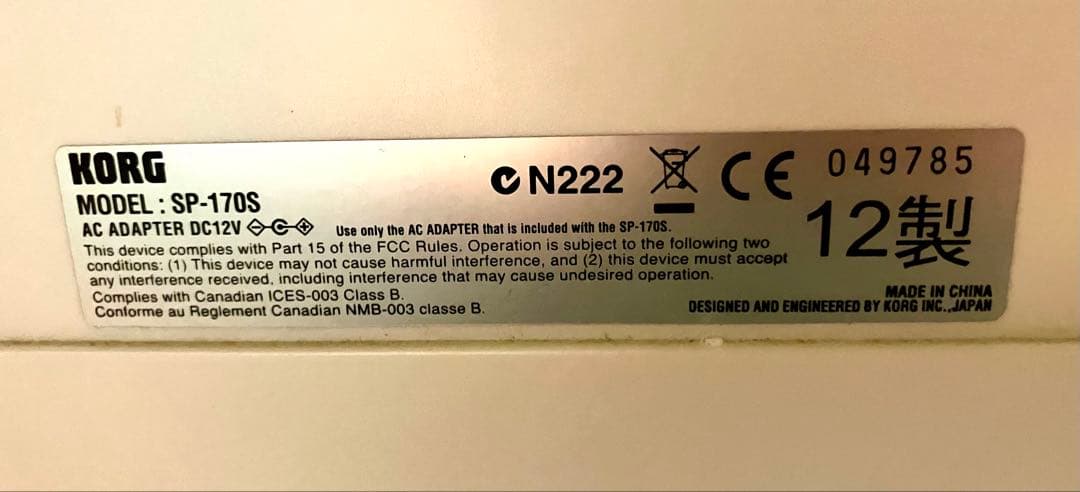 KORG
MODEL : SP-170S
AC ADAPTER DC12V
Use only the AC ADAPTER that is included with the SP-170S.
This device complies with Part 15 of the FCC Rules. Operation is subject to the following two
conditions: (1) This device may not cause harmful interference, and (2) this device must accept
any interference received, including interference that may cause undesired operation.
Complies with Canadian ICES-003 Class B.
Conforme au Reglement Canadian NMB-003 classe B.
N222
CE
049785
12製
MADE IN CHINA
DESIGNED AND ENGINEERED BY KORG INC.,JAPAN